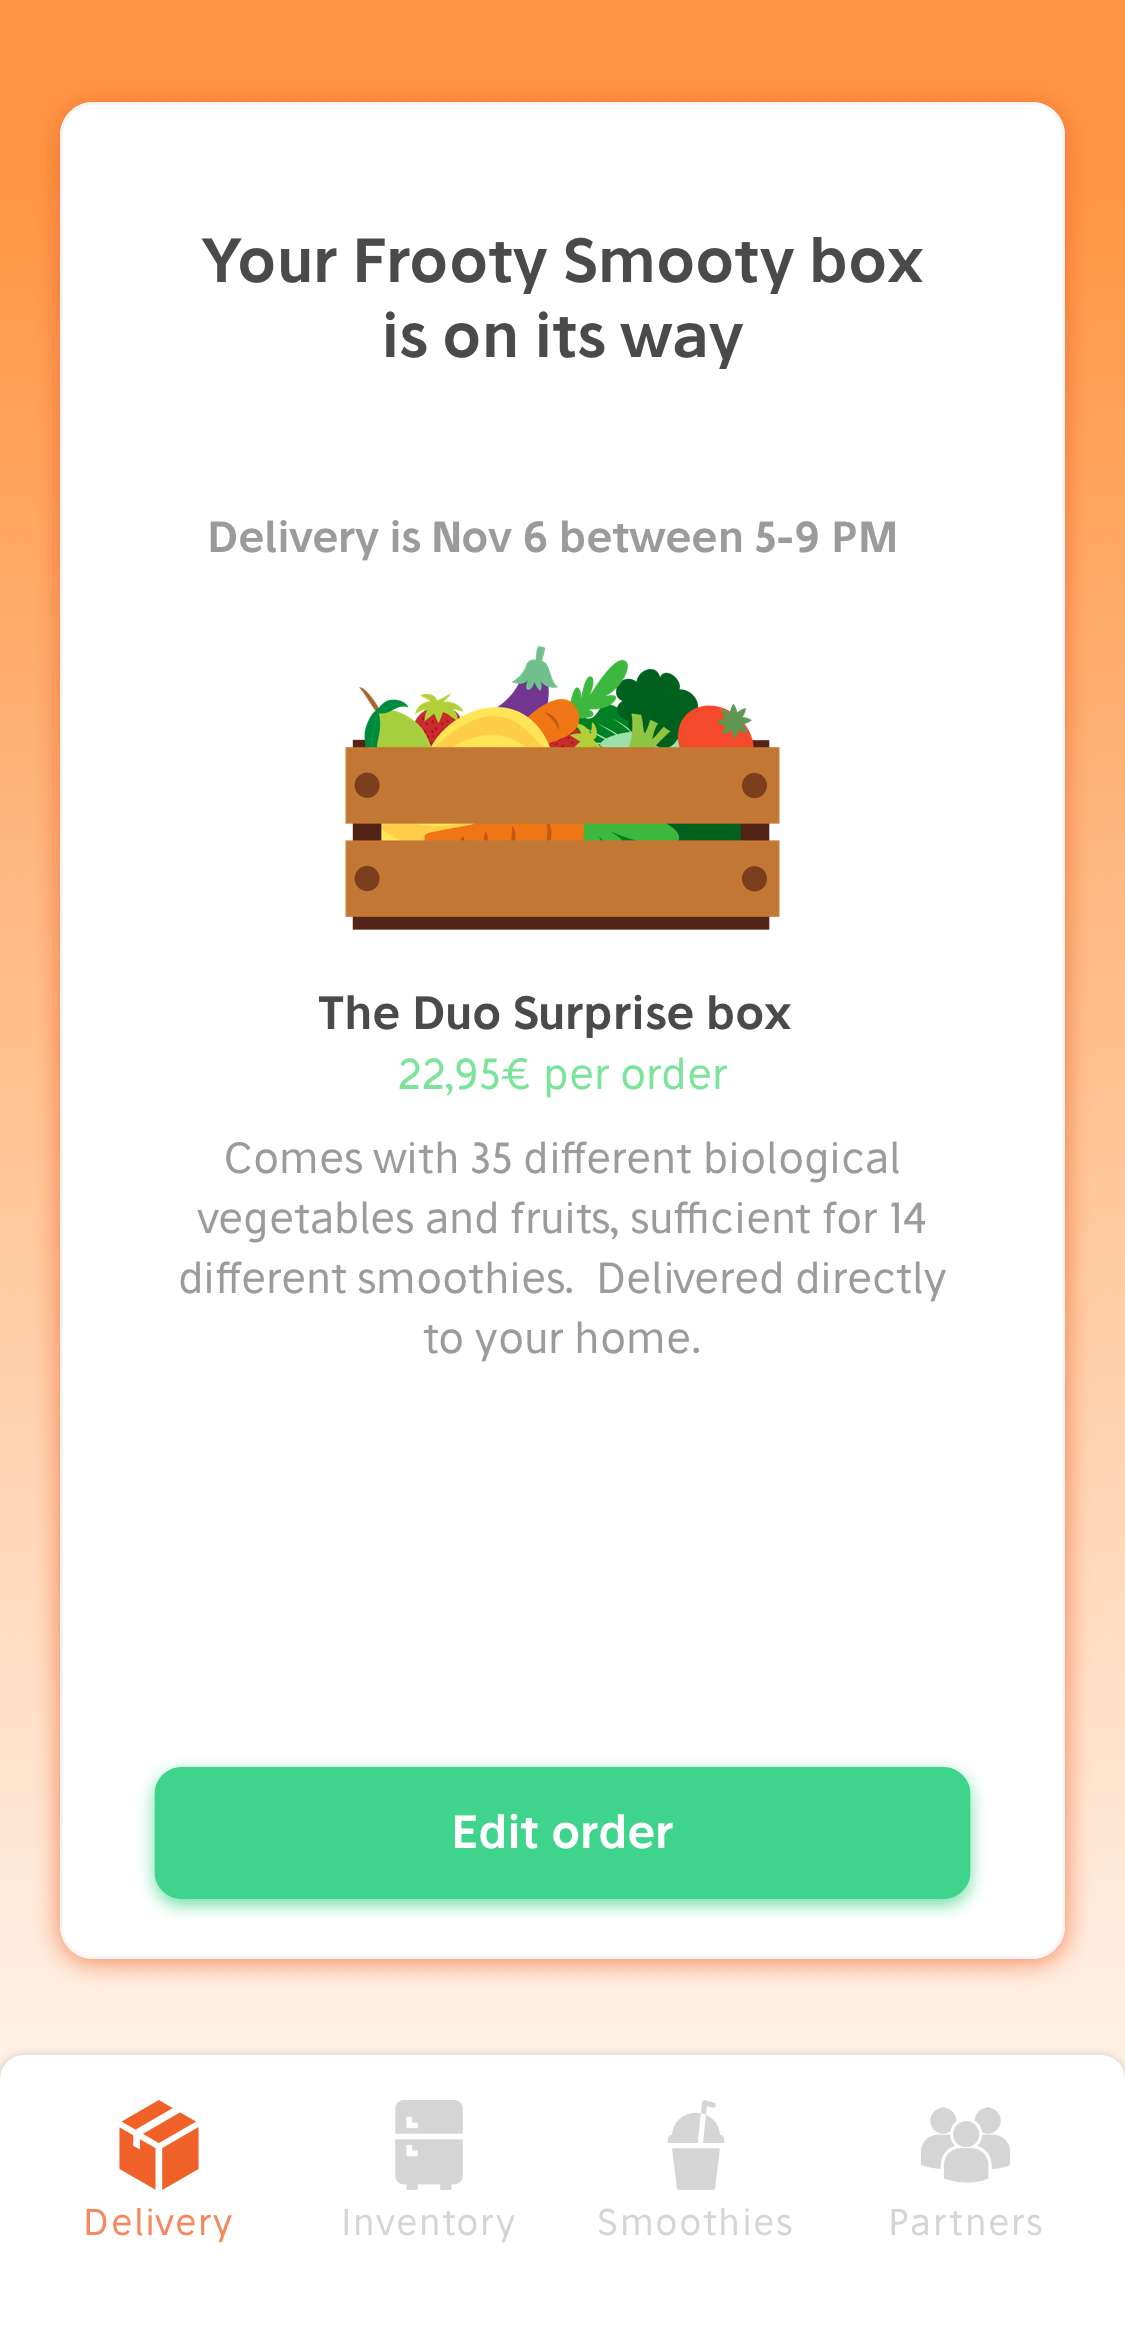 Your Frooty Smooty box
is on its way
Delivery is Nov 6 between 5-9 PM
The Duo Surprise box
22,95€ per order
Comes with 35 different biological
vegetables and fruits, sufficient for 14
different smoothies. Delivered directly
to your home.
Edit order
Delivery
Inventory
Smoothies
Partners